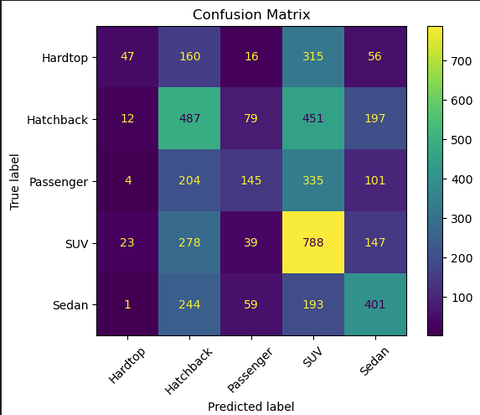 Confusion Matrix
True label
Hardtop 47 160 16 315 56
Hatchback 12 487 79 451 197
Passenger 4 204 145 335 101
SUV 23 278 39 788 147
Sedan 1 244 59 193 401
Hardtop Hatchback Passenger SUV Sedan
Predicted label
700
600
500
400
300
200
100